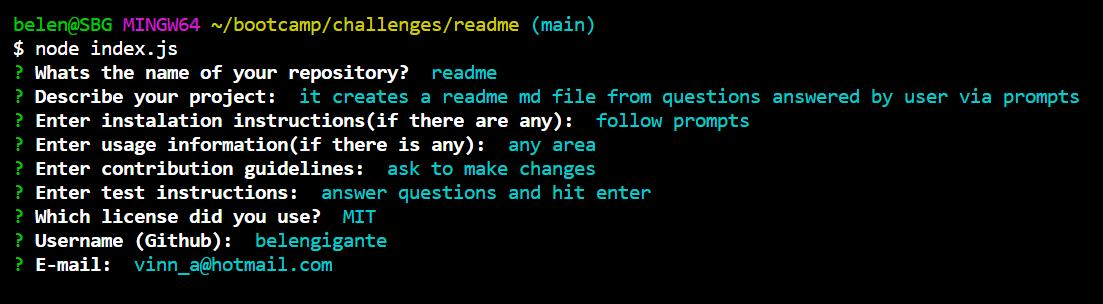 belen@SBG MINGW64 ~/bootcamp/challenges/readme (main)
$ node index.js
? Whats the name of your repository?  readme
? Describe your project:  it creates a readme md file from questions answered by user via prompts
? Enter instalation instructions(if there are any):  follow prompts
? Enter usage information(if there is any):  any area
? Enter contribution guidelines:  ask to make changes
? Enter test instructions:  answer questions and hit enter
? Which license did you use?  MIT
? Username (Github):  belengigante
? E-mail:  vinn_a@hotmail.com